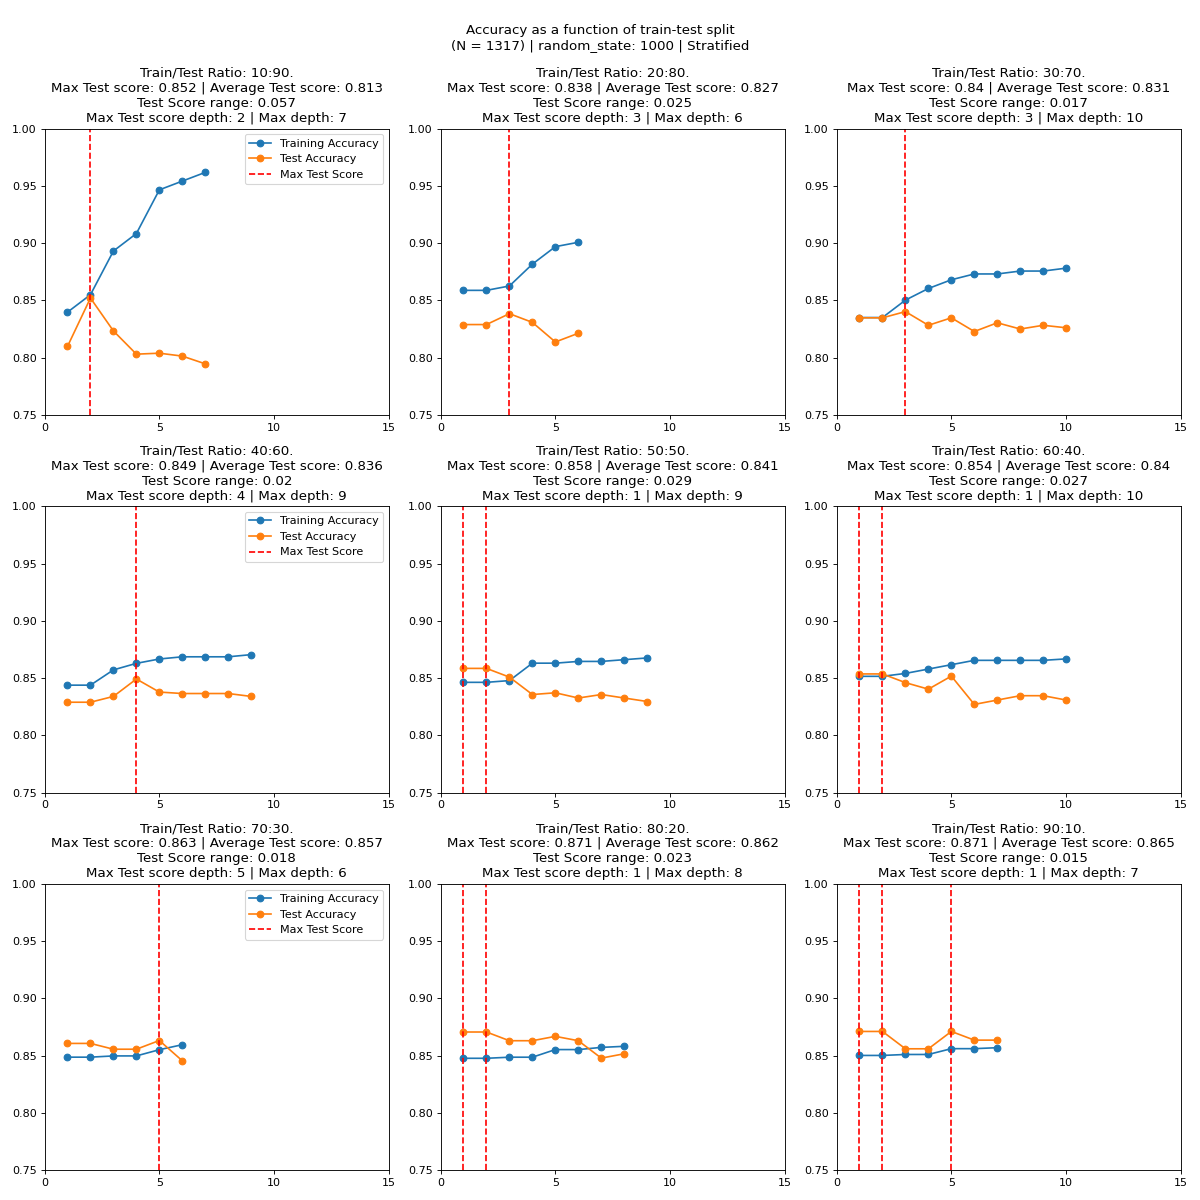 Accuracy as a function of train-test split
(N = 1317) | random_state: 1000 | Stratified
Train/Test Ratio: 10:90.
Max Test score: 0.852 | Average Test score: 0.813
Test Score range: 0.057
Max Test score depth: 2 | Max depth: 7
1.00
0.95
0.90
0.85
0.80
0.75
0
5
10
15
Training Accuracy
Test Accuracy
Max Test Score
Train/Test Ratio: 20:80.
Max Test score: 0.838 | Average Test score: 0.827
Test Score range: 0.025
Max Test score depth: 3 | Max depth: 6
1.00
0.95
0.90
0.85
0.80
0.75
0
5
10
15
Train/Test Ratio: 30:70.
Max Test score: 0.84 | Average Test score: 0.831
Test Score range: 0.017
Max Test score depth: 3 | Max depth: 10
1.00
0.95
0.90
0.85
0.80
0.75
0
5
10
15
Train/Test Ratio: 40:60.
Max Test score: 0.849 | Average Test score: 0.836
Test Score range: 0.02
Max Test score depth: 4 | Max depth: 9
1.00
0.95
0.90
0.85
0.80
0.75
0
5
10
15
Training Accuracy
Test Accuracy
Max Test Score
Train/Test Ratio: 50:50.
Max Test score: 0.858 | Average Test score: 0.841
Test Score range: 0.029
Max Test score depth: 1 | Max depth: 9
1.00
0.95
0.90
0.85
0.80
0.75
0
5
10
15
Train/Test Ratio: 60:40.
Max Test score: 0.854 | Average Test score: 0.84
Test Score range: 0.027
Max Test score depth: 1 | Max depth: 10
1.00
0.95
0.90
0.85
0.80
0.75
0
5
10
15
Train/Test Ratio: 70:30.
Max Test score: 0.863 | Average Test score: 0.857
Test Score range: 0.018
Max Test score depth: 5 | Max depth: 6
1.00
0.95
0.90
0.85
0.80
0.75
0
5
10
15
Training Accuracy
Test Accuracy
Max Test Score
Train/Test Ratio: 80:20.
Max Test score: 0.871 | Average Test score: 0.862
Test Score range: 0.023
Max Test score depth: 1 | Max depth: 8
1.00
0.95
0.90
0.85
0.80
0.75
0
5
10
15
Train/Test Ratio: 90:10.
Max Test score: 0.871 | Average Test score: 0.865
Test Score range: 0.015
Max Test score depth: 1 | Max depth: 7
1.00
0.95
0.90
0.85
0.80
0.75
0
5
10
15